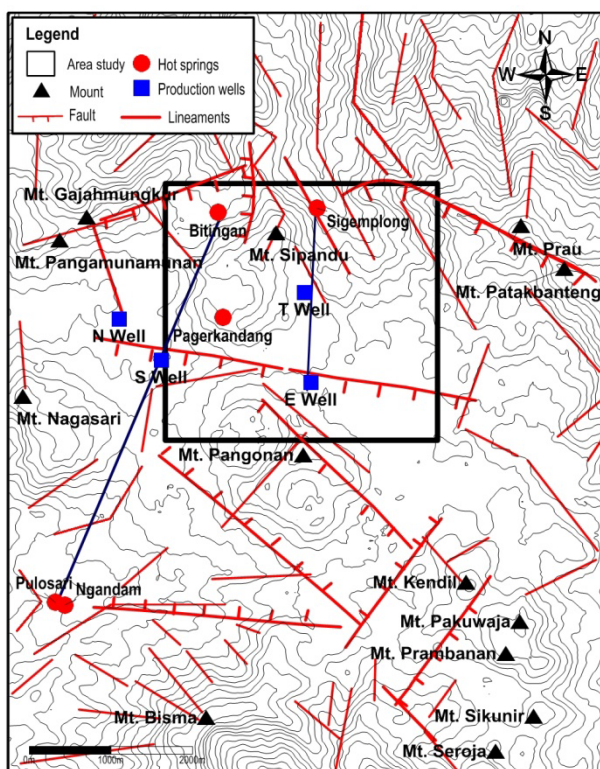 Legend
Area study
Hot springs
Mount
Production wells
Fault
Lineaments
N
W E
S
Mt. Gajahmungkur
Mt. Pangamunamunan
Bitingan
Sigemplong
Mt. Sipandu
Mt. Prau
Mt. Patakbanteng
T Well
N Well
Pagerkandang
S Well
E Well
Mt. Nagasari
Mt. Pangonan
Pulosari
Ngandam
Mt. Kendil
Mt. Pakuwaja
Mt. Prambanan
Mt. Bisma
Mt. Sikunir
Mt. Seroja
0m 1000m 2000m